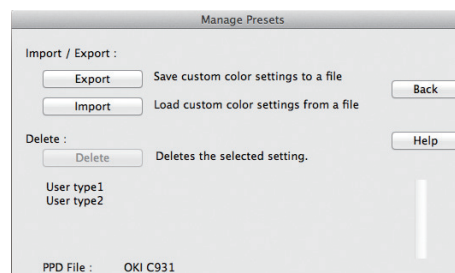 Manage Presets
Import / Export :
Export Save custom color settings to a file
Back
Import Load custom color settings from a file
Delete :
Help
Delete Deletes the selected setting.
User type1
User type2
PPD File : OKI C931